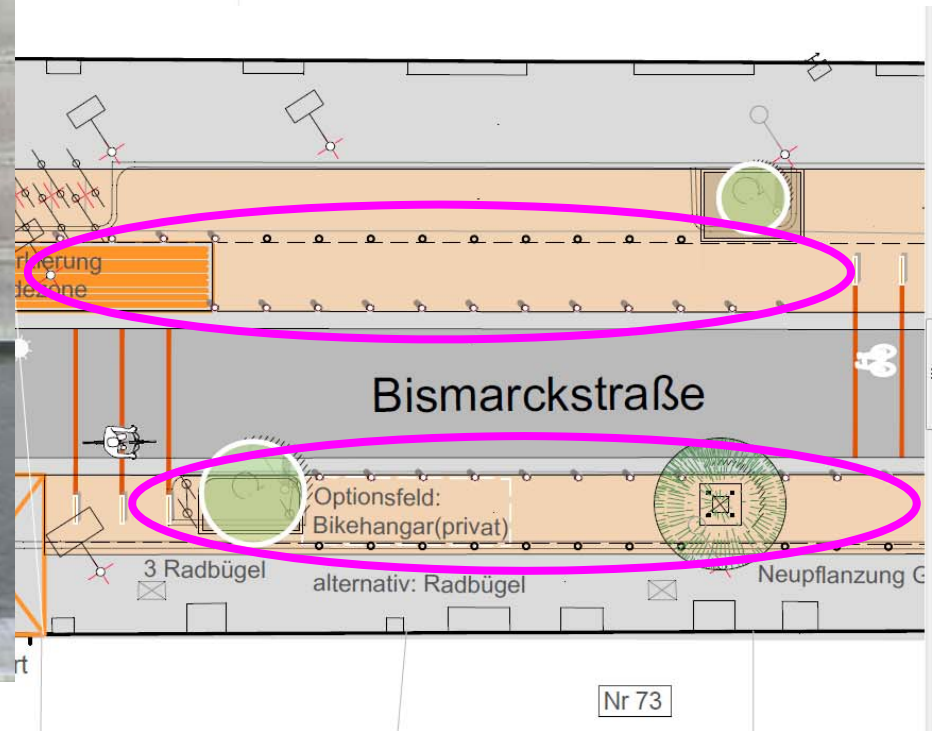 rkierung
dezone
Bismarckstraße
Optionsfeld:
Bikehangar(privat)
3 Radbügel
alternativ: Radbügel
Neupflanzung G
rt
Nr 73